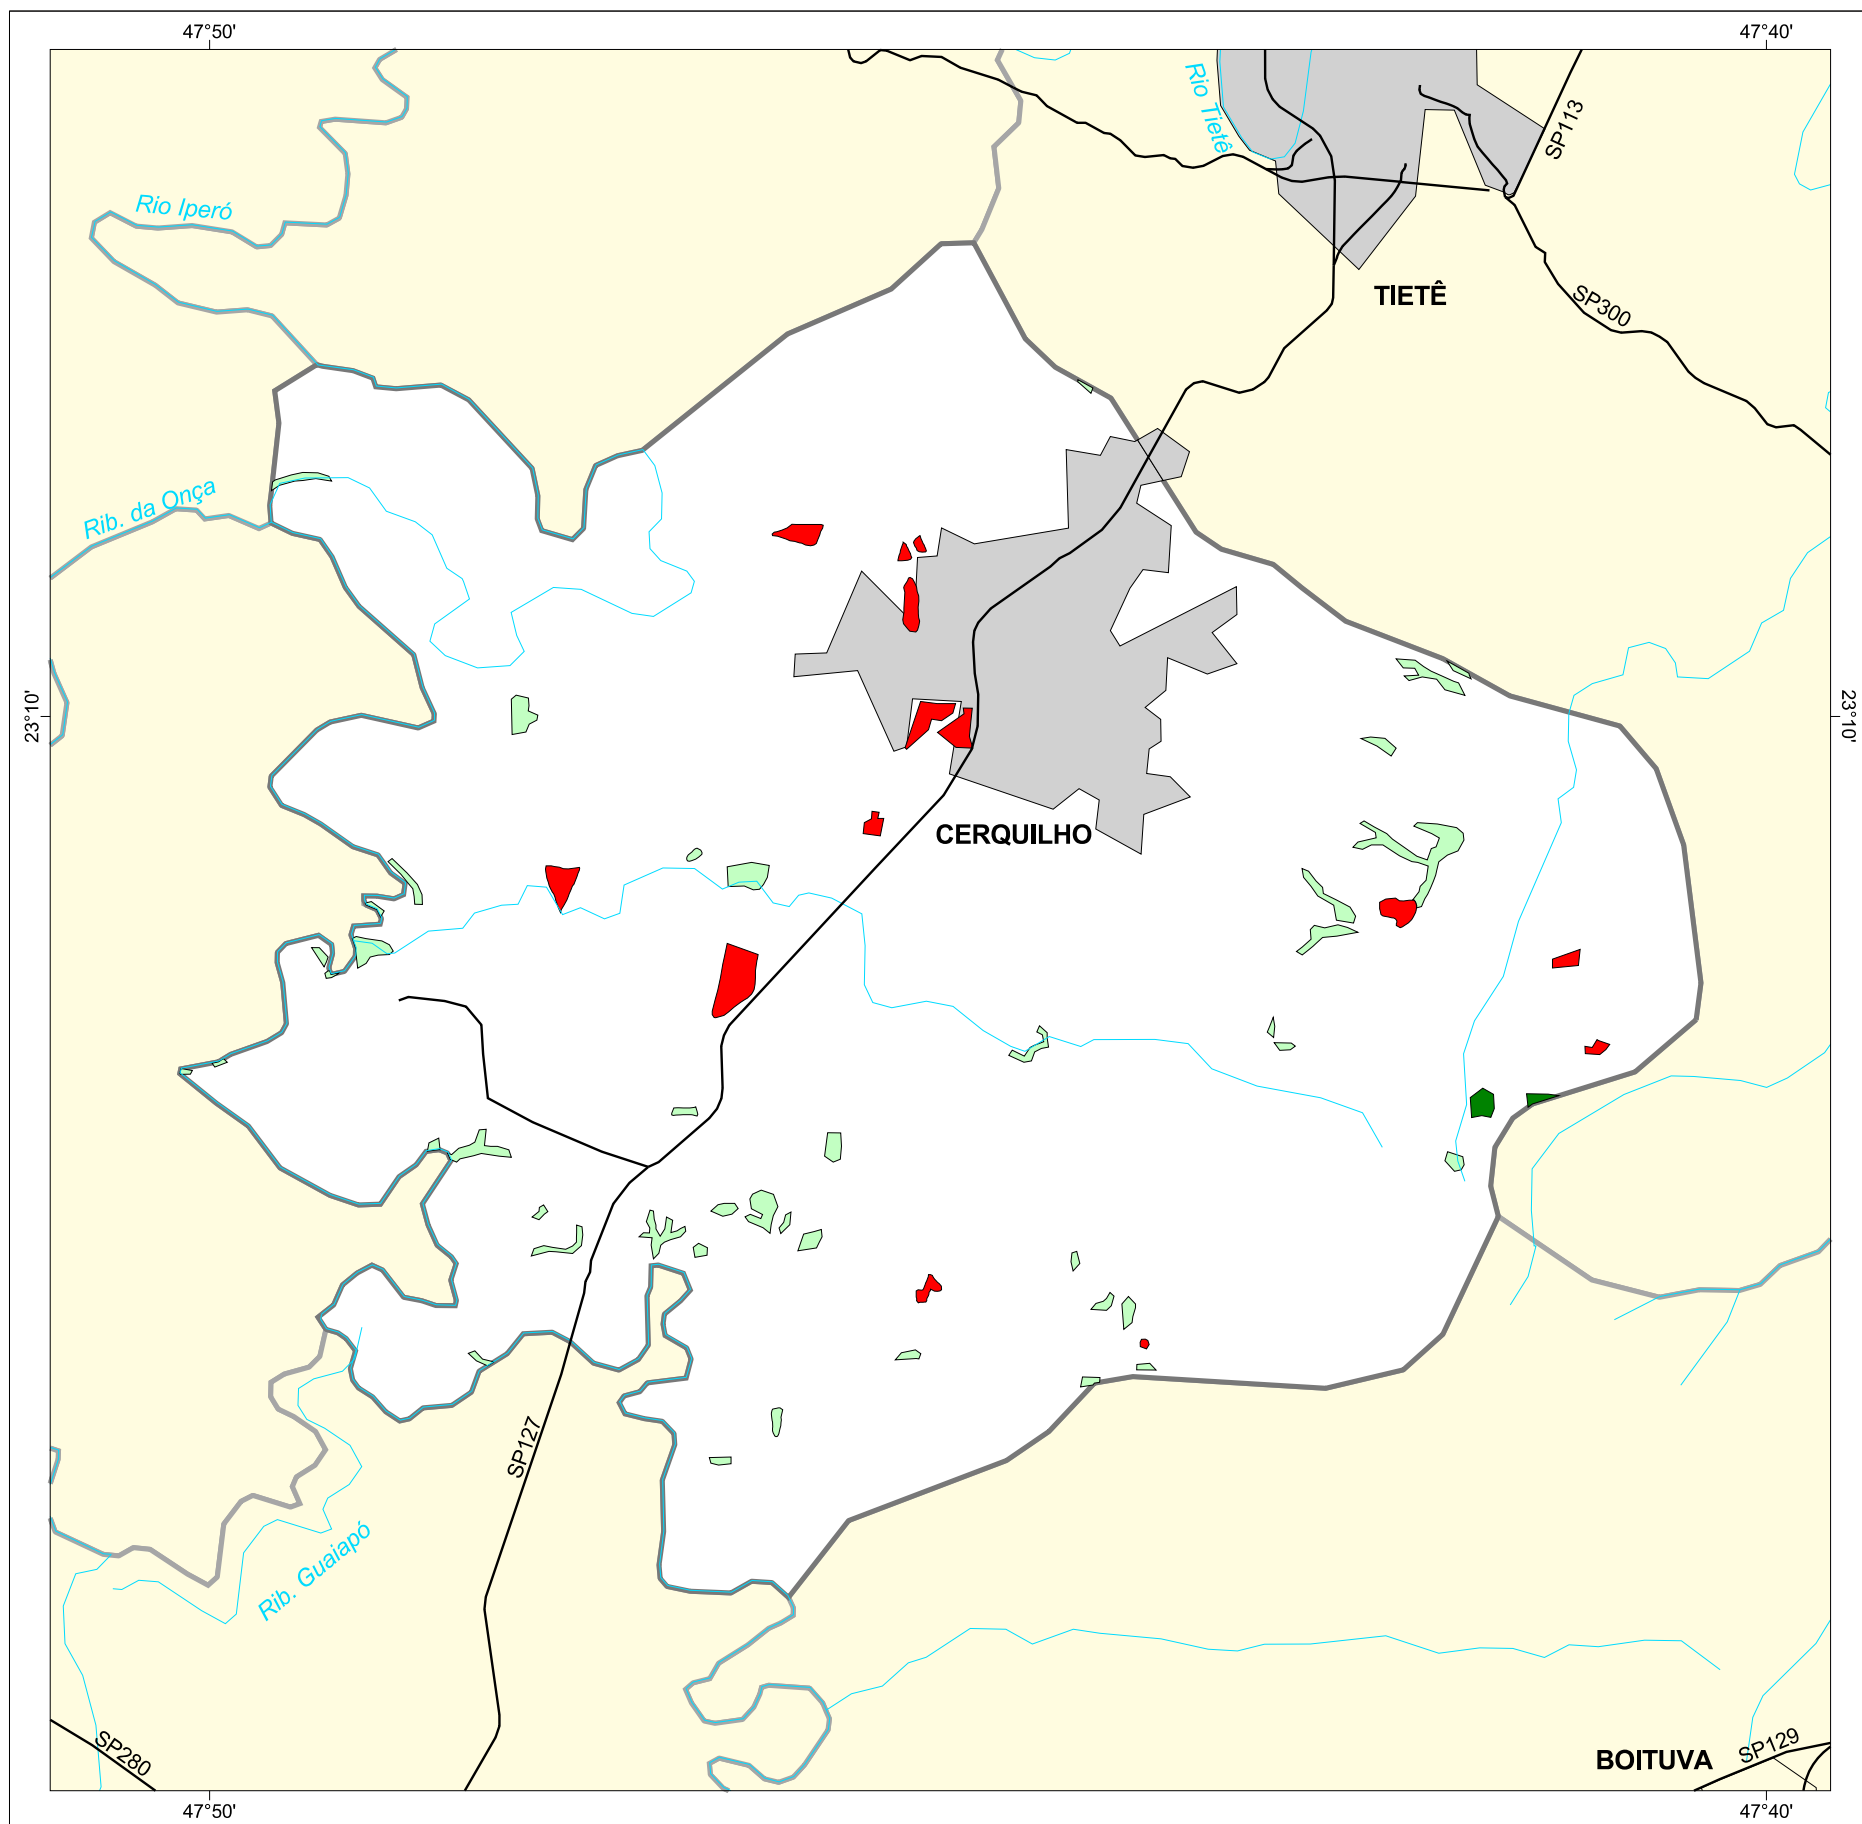 47°50'
47°40'
Rio Tietê
SP113
Rio Iperó
TIETÊ
SP300
Rib. da Onça
23°10'
23°10'
CERQUILHO
SP127
Rib. Guaiapó
SP280
BOITUVA
SP129
47°50'
47°40'